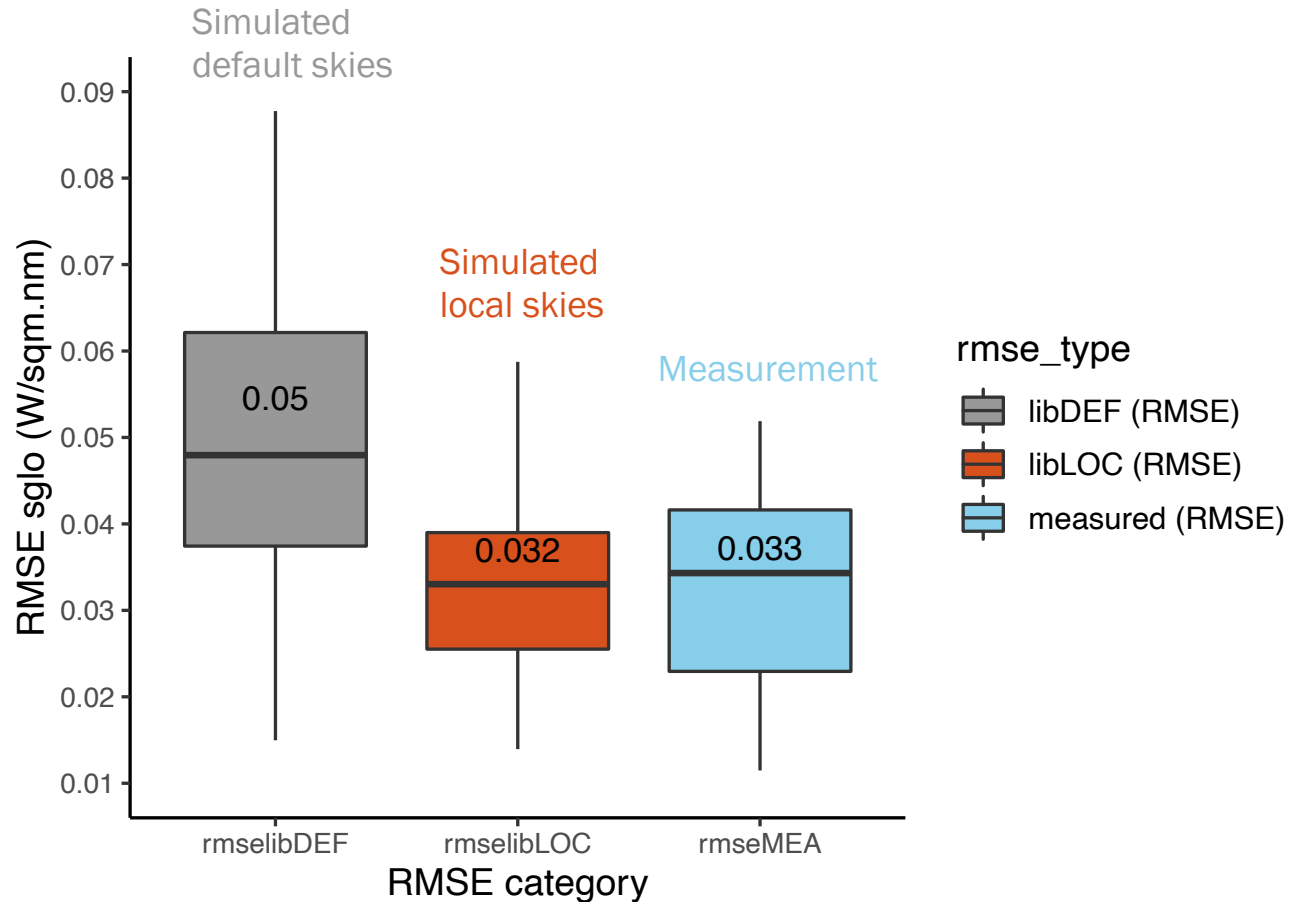 Simulated
default skies
0.09
0.08
0.07
0.06
0.05
0.04
0.03
0.02
0.01
RMSE sglo (W/sqm.nm)
0.05
Simulated
local skies
0.032
Measurement
0.033
rmselibDEF
rmselibLOC
rmseMEA
RMSE category
rmse_type
libDEF (RMSE)
libLOC (RMSE)
measured (RMSE)